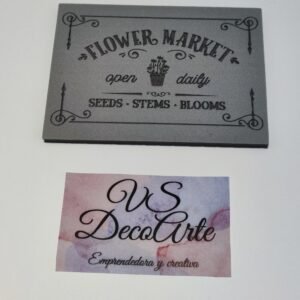 FLOWER MARKET
open daily
SEEDS · STEMS · BLOOMS
VS
DecoArte
Emprendedora y creativa